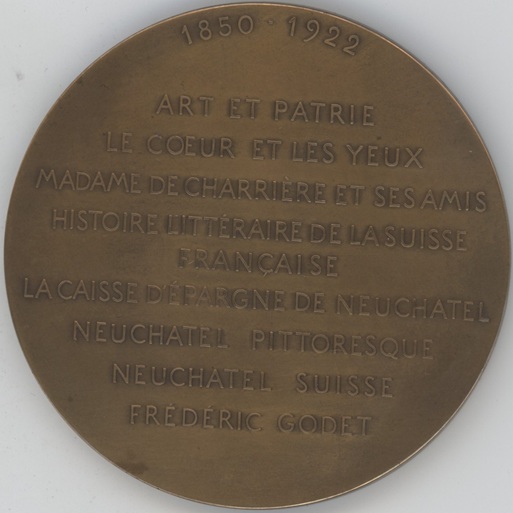 1850 · 1922
ART ET PATRIE
LE CŒUR ET LES YEUX
MADAME DE CHARRIÈRE ET SES AMIS
HISTOIRE LITTÉRAIRE DE LA SUISSE
FRANÇAISE
LA CAISSE D'ÉPARGNE DE NEUCHATEL
NEUCHATEL PITTORESQUE
NEUCHATEL SUISSE
FRÉDÉRIC GODET